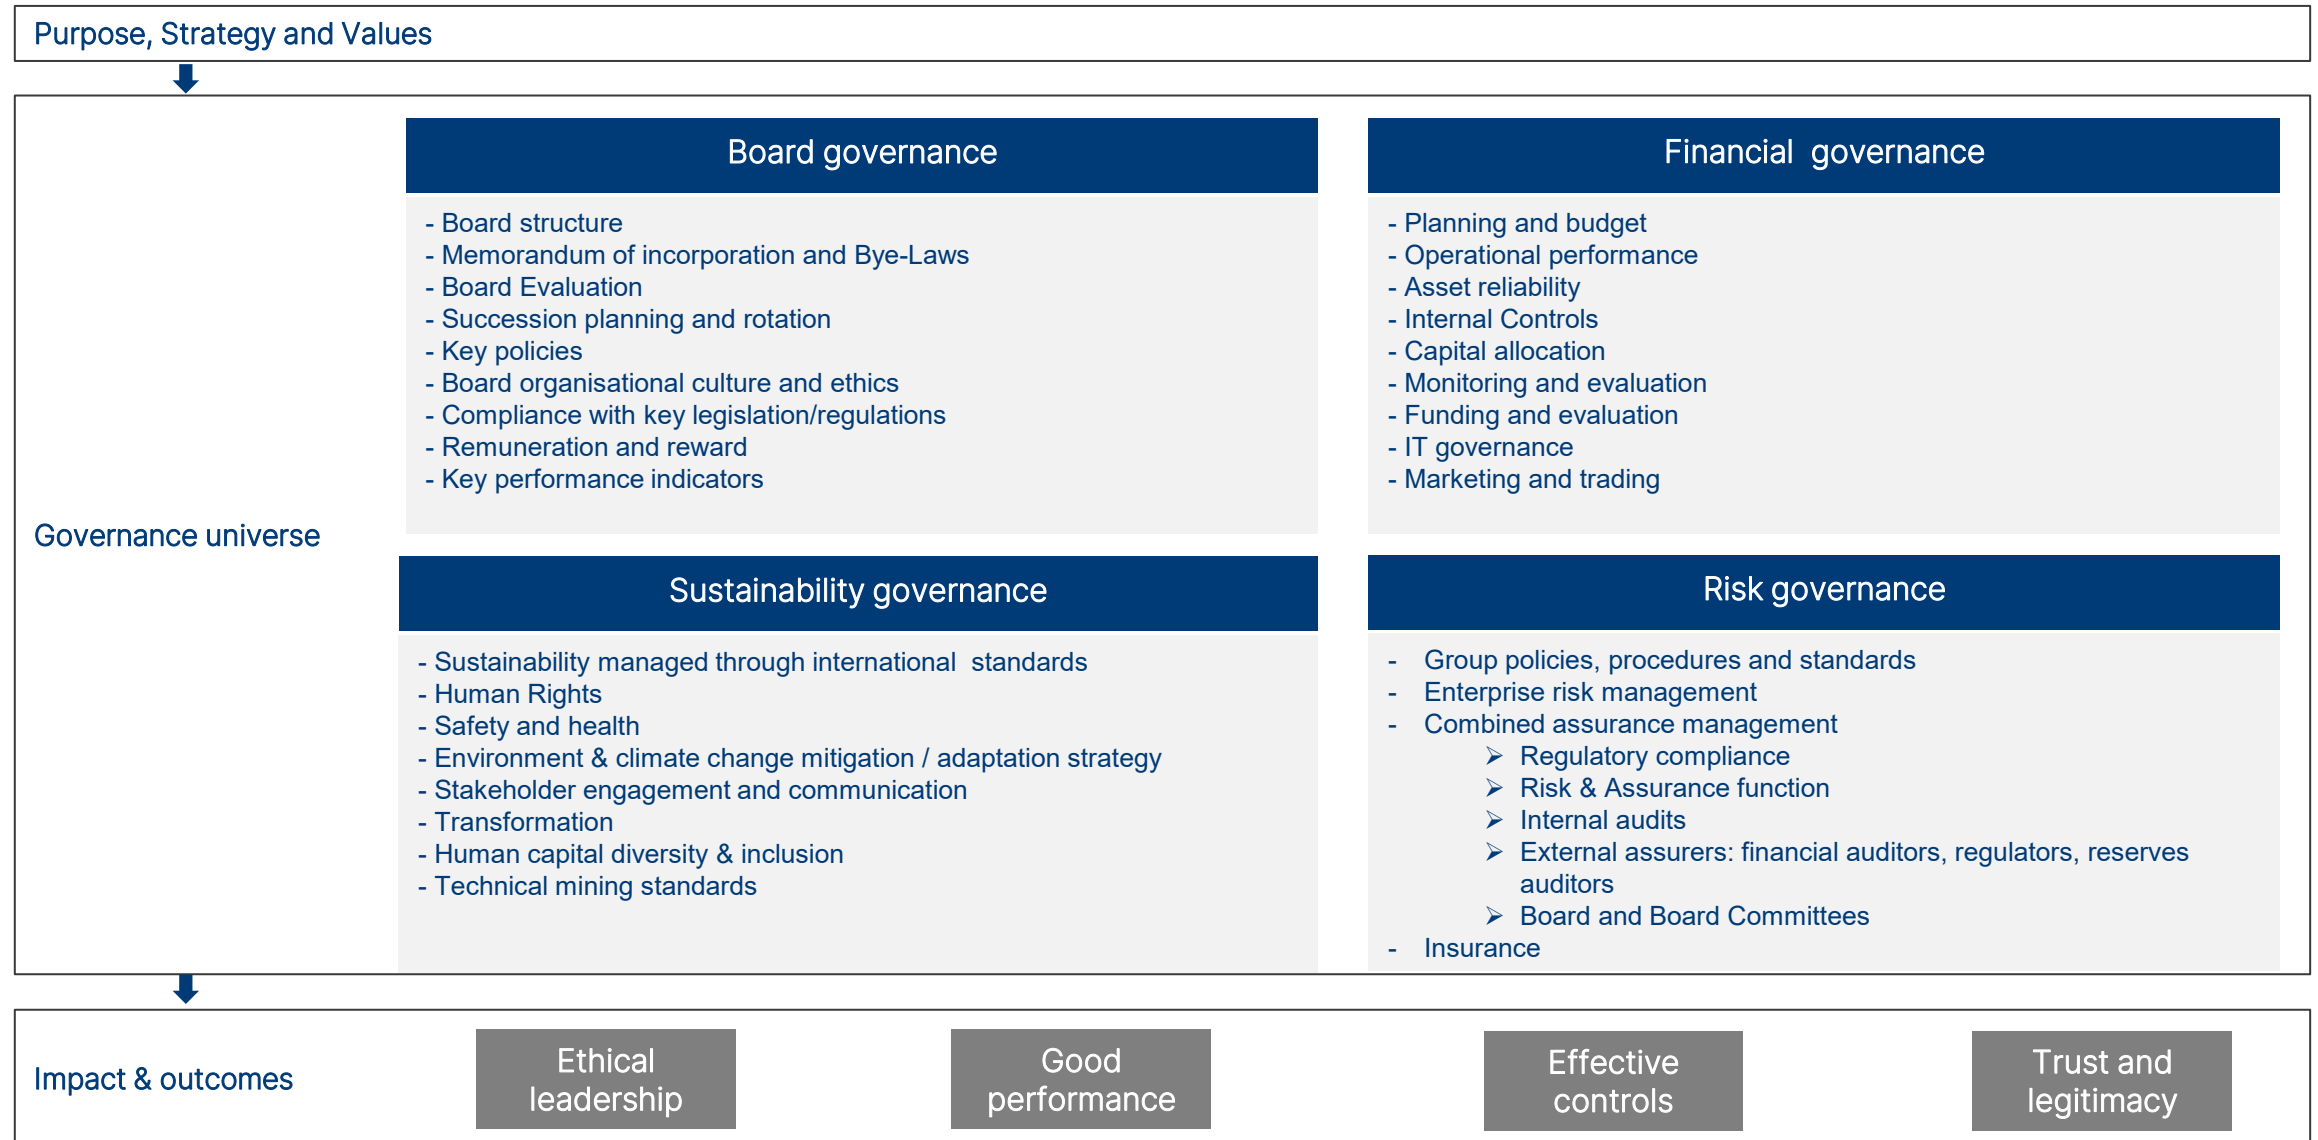 Purpose, Strategy and Values
Governance universe
Board governance
- Board structure
- Memorandum of incorporation and Bye-Laws
- Board Evaluation
- Succession planning and rotation
- Key policies
- Board organisational culture and ethics
- Compliance with key legislation/regulations
- Remuneration and reward
- Key performance indicators
Financial  governance
- Planning and budget
- Operational performance
- Asset reliability
- Internal Controls
- Capital allocation
- Monitoring and evaluation
- Funding and evaluation
- IT governance
- Marketing and trading
Sustainability governance
- Sustainability managed through international  standards
- Human Rights
- Safety and health
- Environment & climate change mitigation / adaptation strategy
- Stakeholder engagement and communication
- Transformation
- Human capital diversity & inclusion
- Technical mining standards
Risk governance
- Group policies, procedures and standards
- Enterprise risk management
- Combined assurance management
➢ Regulatory compliance
➢ Risk & Assurance function
➢ Internal audits
➢ External assurers: financial auditors, regulators, reserves
auditors
➢ Board and Board Committees
- Insurance
Impact & outcomes
Ethical
leadership
Good
performance
Effective
controls
Trust and
legitimacy